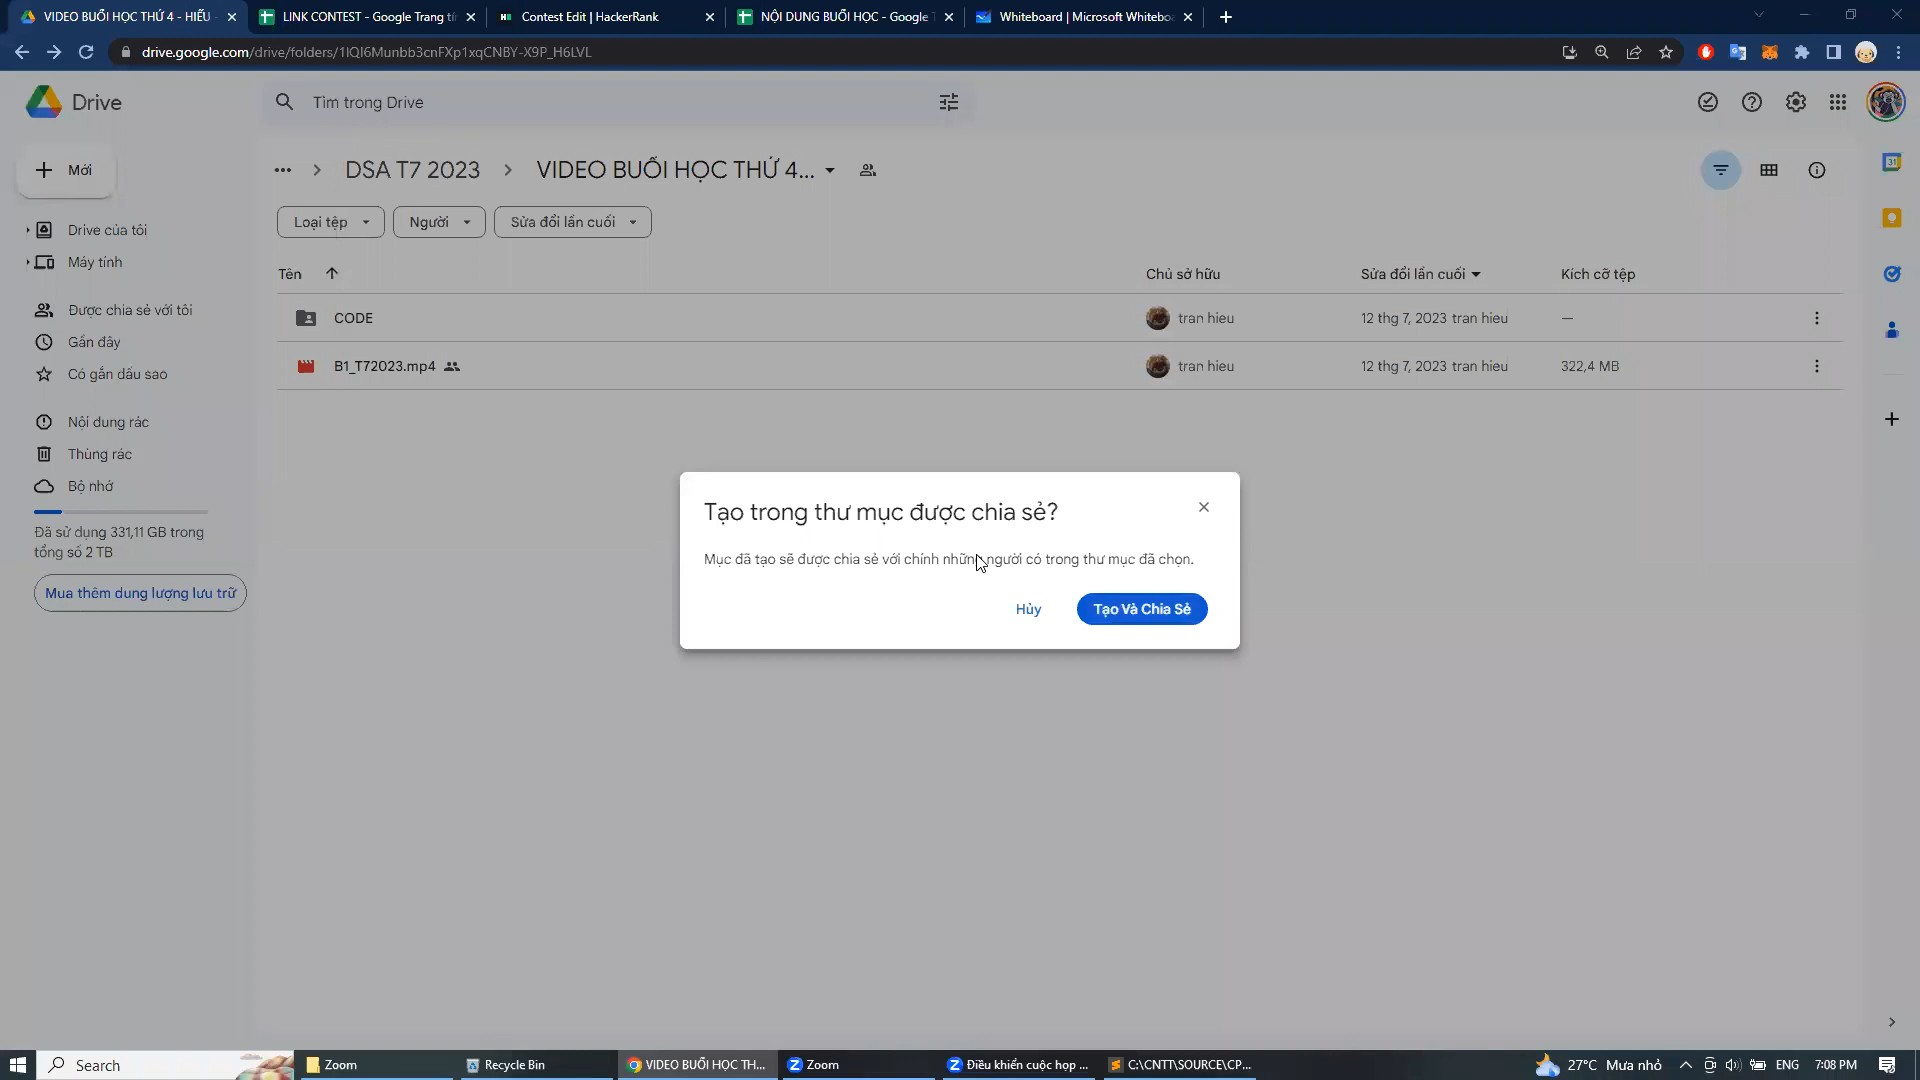 VIDEO BUỔI HỌC THỨ 4 - HIẾU -
LINK CONTEST - Google Trang tí
Contest Edit | HackerRank
NỘI DUNG BUỔI HỌC - Google T
Whiteboard | Microsoft Whiteboa
drive.google.com/drive/folders/1IQI6Munbb3cnFXp1xqCNBY-X9P_H6LVL
Drive
Tìm trong Drive
Mới
DSA T7 2023
VIDEO BUỔI HỌC THỨ 4...
Loại tệp
Người
Sửa đổi lần cuối
Drive của tôi
Máy tính
Được chia sẻ với tôi
Gần đây
Có gắn dấu sao
Nội dung rác
Thùng rác
Bộ nhớ
Đã sử dụng 331,11 GB trong
tổng số 2 TB
Mua thêm dung lượng lưu trữ
Tên
Chủ sở hữu
Sửa đổi lần cuối
Kích cỡ tệp
CODE
tran hieu
12 thg 7, 2023 tran hieu
—
B1_T72023.mp4
tran hieu
12 thg 7, 2023 tran hieu
322,4 MB
Tạo trong thư mục được chia sẻ?
Mục đã tạo sẽ được chia sẻ với chính những người có trong thư mục đã chọn.
Hủy
Tạo Và Chia Sẻ
31
Search
Zoom
Recycle Bin
VIDEO BUỔI HỌC TH...
Zoom
Điều khiển cuộc họp ...
C:\CNTT\SOURCE\CP...
27°C Mưa nhỏ
ENG
7:08 PM